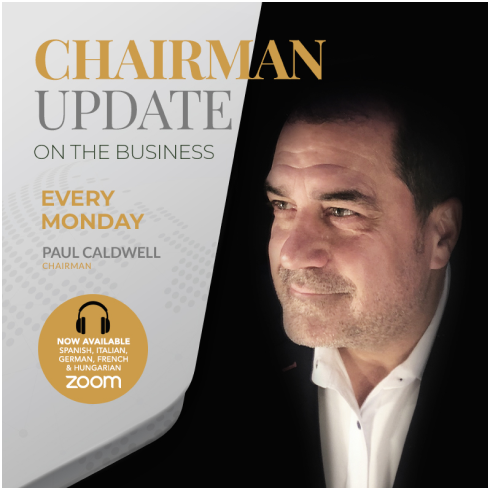 CHAIRMAN
UPDATE
ON THE BUSINESS
EVERY
MONDAY
PAUL CALDWELL
CHAIRMAN
NOW AVAILABLE
SPANISH, ITALIAN,
GERMAN, FRENCH
& HUNGARIAN
zoom